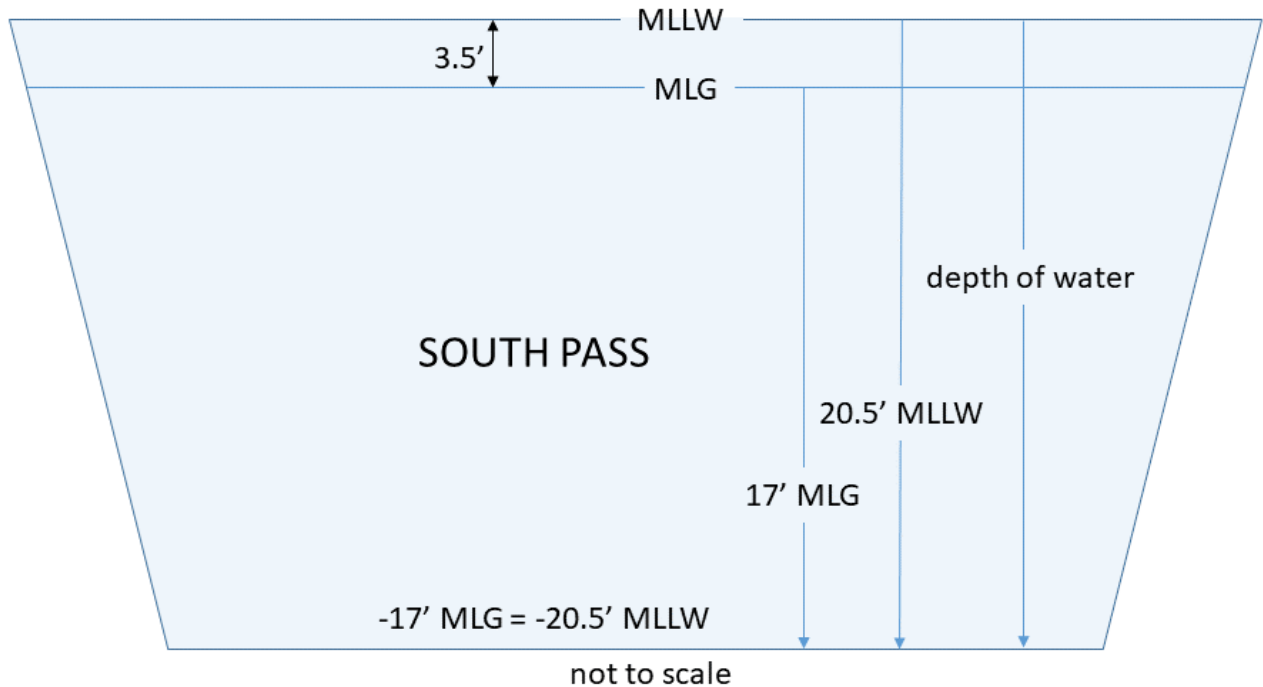 MLLW
3.5’
MLG
depth of water
SOUTH PASS
20.5’ MLLW
17’ MLG
-17’ MLG = -20.5’ MLLW
not to scale